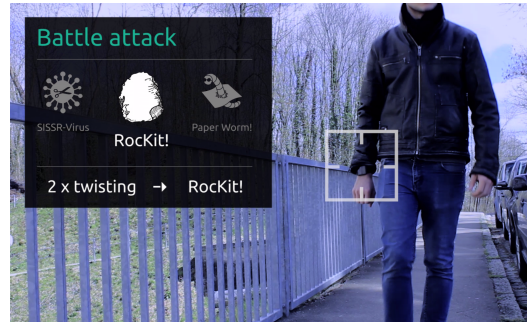 Battle attack
SISSR-Virus
RocKit!
Paper Worm!
2 x twisting → RocKit!